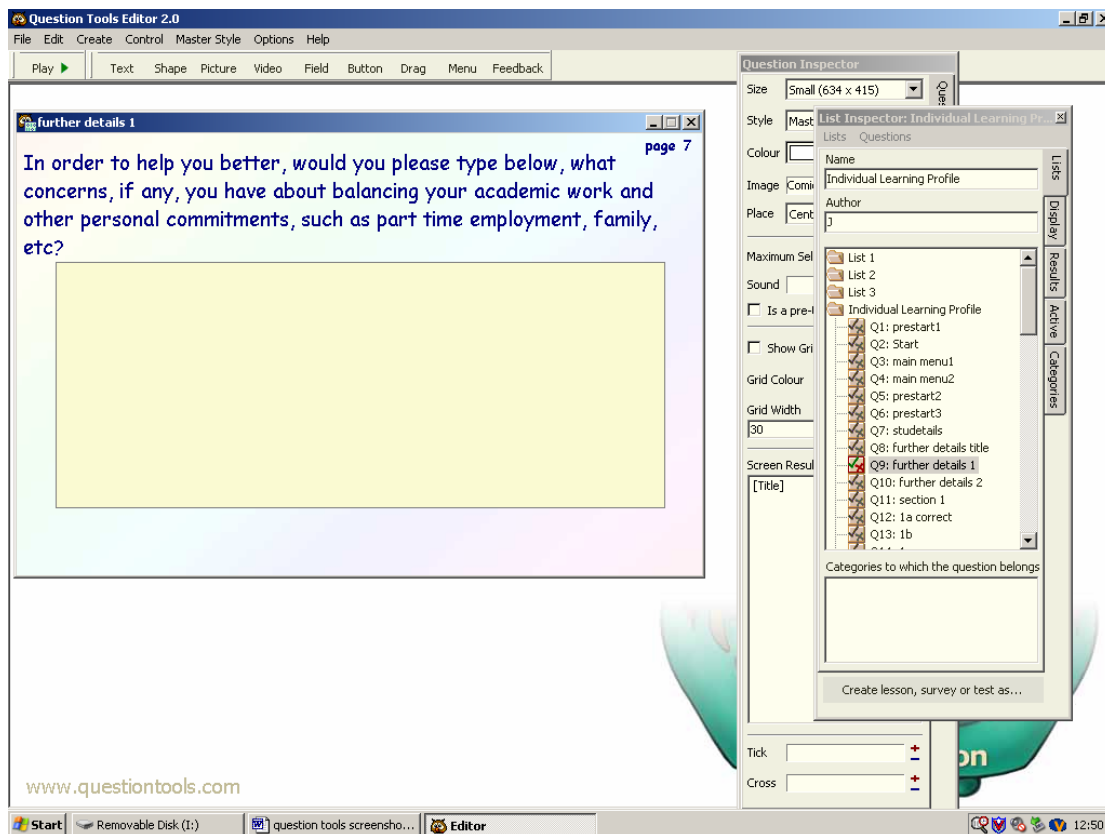 Question Tools Editor 2.0
File Edit Create Control Master Style Options Help
Play Text Shape Picture Video Field Button Drag Menu Feedback
further details 1
page 7
In order to help you better, would you please type below, what
concerns, if any, you have about balancing your academic work and
other personal commitments, such as part time employment, family,
etc?
www.questiontools.com
Question Inspector
Size Small (634 x 415)
Style
Colour
Image
Place
Sound
Show
Grid Colour
Grid Width
30
[Title]
Tick
Cross
List Inspector: Individual Learning
Lists Questions
Name
Individual Learning Profile
Author
J
List 1
List 2
List 3
Individual Learning Profile
Q1: prestart1
Q2: Start
Q3: main menu1
Q4: main menu2
Q5: prestart2
Q6: prestart3
Q7: studetails
Q8: further details title
Q9: further details 1
Q10: further details 2
Q11: section 1
Q12: 1a correct
Q13: 1b
Categories to which the question belongs
Create lesson, survey or test as...
Lists
Display
Results
Active
Categories
Start Removable Disk (I:) question tools screensho... Editor 12:50